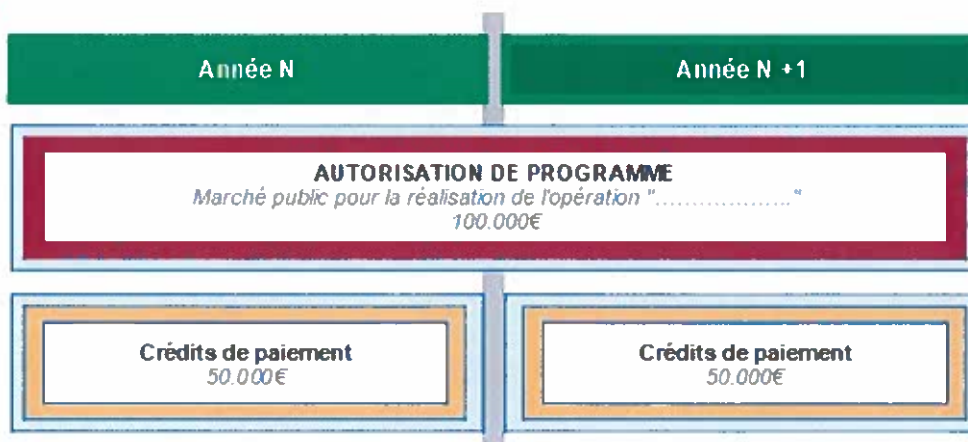 Année N
Année N +1
AUTORISATION DE PROGRAMME
Marché public pour la réalisation de l'opération "..................."
100.000€
Crédits de paiement
50.000€
Crédits de paiement
50.000€